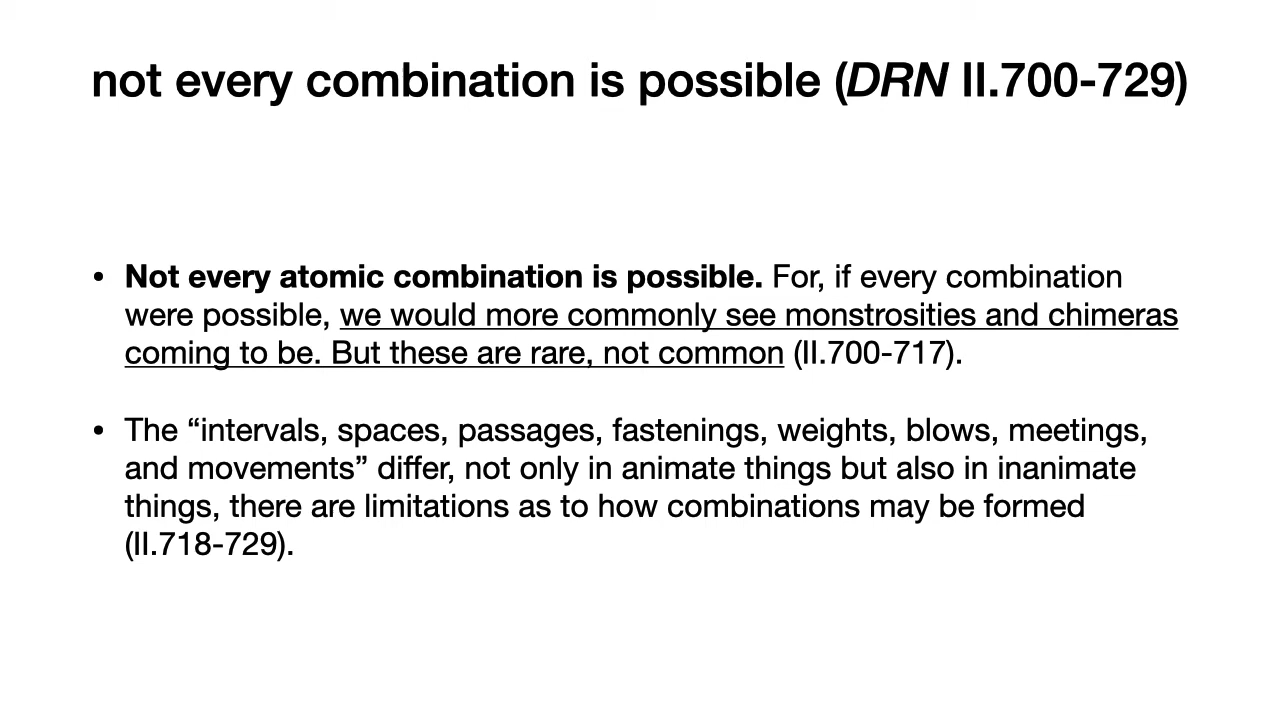 not every combination is possible (DRN II.700-729)
• Not every atomic combination is possible. For, if every combination
were possible, we would more commonly see monstrosities and chimeras
coming to be. But these are rare, not common (II.700-717).
• The “intervals, spaces, passages, fastenings, weights, blows, meetings,
and movements” differ, not only in animate things but also in inanimate
things, there are limitations as to how combinations may be formed
(II.718-729).